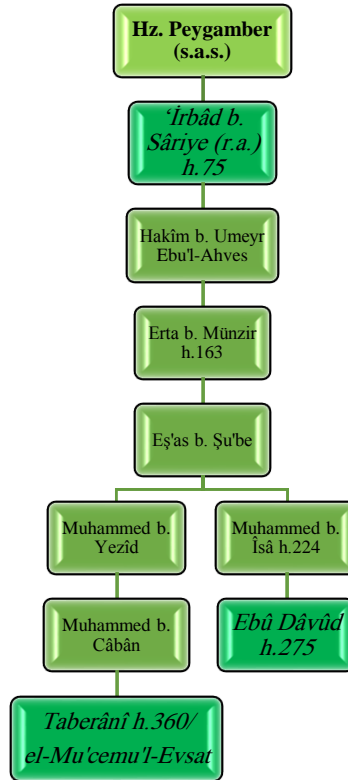 Hz. Peygamber
(s.a.s.)
'İrbâd b.
Sâriye (r.a.)
h.75
Hakîm b. Umeyr
Ebu'l-Ahves
Erta b. Münzir
h.163
Eş'as b. Şu'be
Muhammed b.
Yezîd
Muhammed b.
Îsâ h.224
Muhammed b.
Câbân
Ebû Dâvûd
h.275
Taberânî h.360/
el-Mu'cemu'l-Evsat